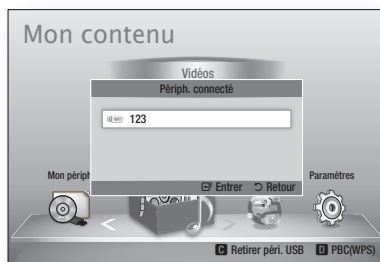 Mon contenu
Vidéos
Périph. connecté
123
Mon périph
Paramètres
Entrer Retour
C Retirer péri. USB D PBC(WPS)